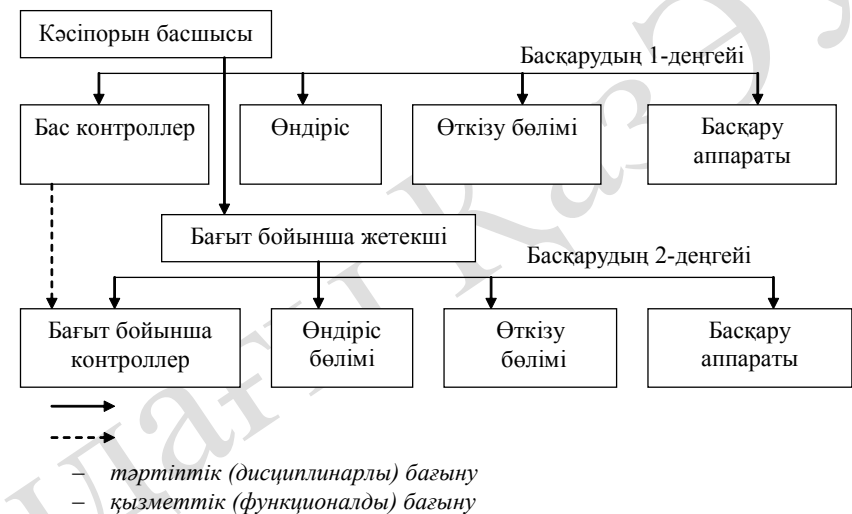 Кәсіпорын басшысы
Басқарудың 1-деңгейі
Бас контроллер
Өндіріс
Өткізу бөлімі
Басқару
аппараты
Бағыт бойынша жетекші
Басқарудың 2-деңгейі
Бағыт бойынша
контроллер
Өндіріс
бөлімі
Өткізу
бөлімі
Басқару
аппараты
– тәртіптік (дисциплинарлы) бағыну
– қызметтік (функционалды) бағыну